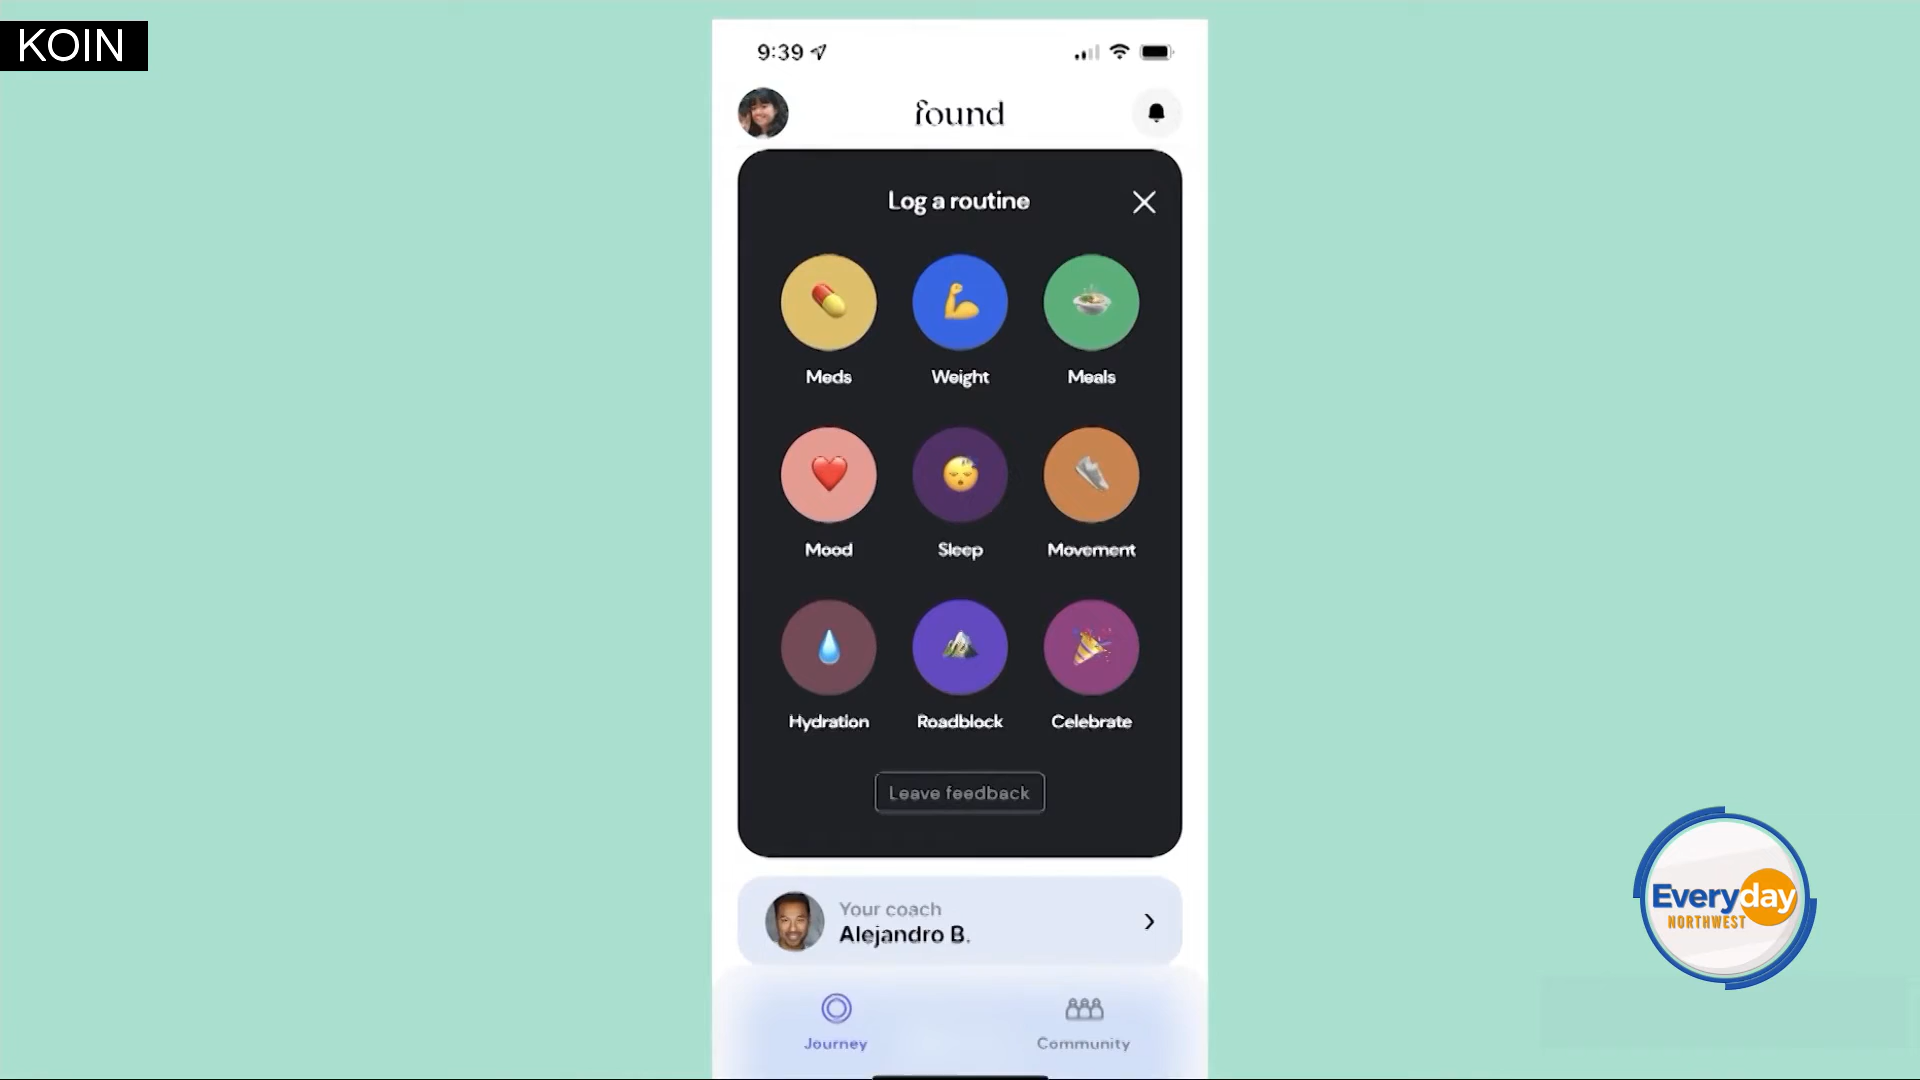 KOIN
9:39
found
Log a routine
Meds
Weight
Meals
Mood
Sleep
Movement
Hydration
Roadblock
Celebrate
Leave feedback
Your coach
Alejandro B.
Journey
Community
Everyday
NORTHWEST